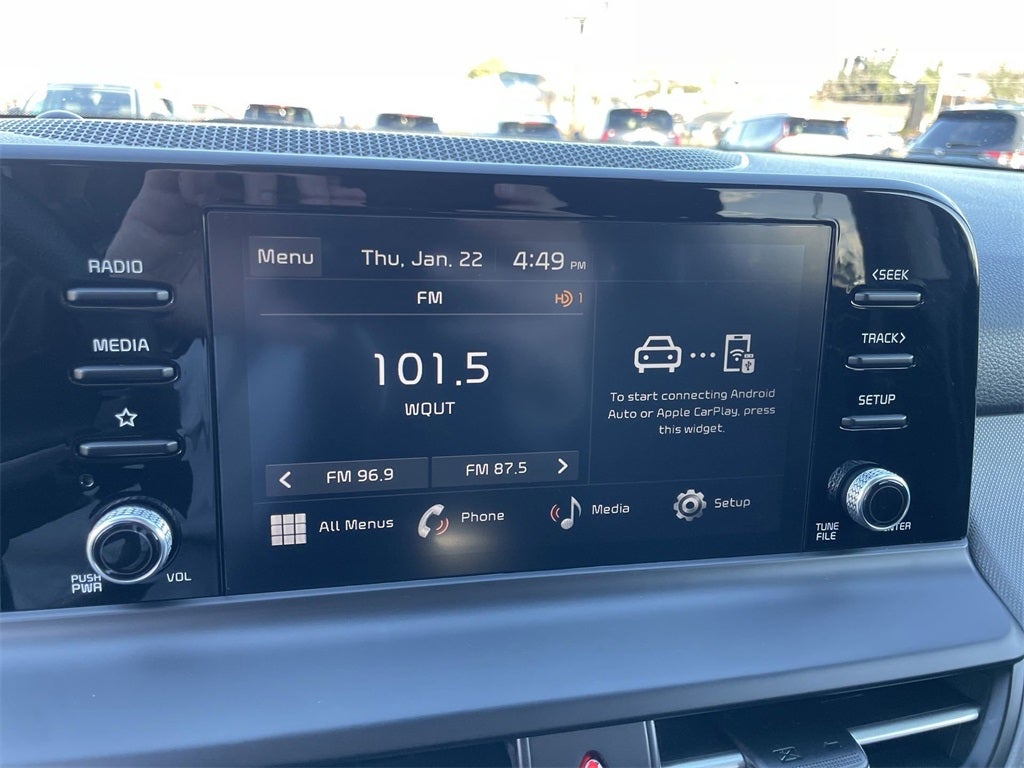 RADIO
MEDIA
PUSH
PWR
VOL
Menu Thu, Jan. 22 4:49 PM
FM HD 1
101.5
WQUT
< FM 96.9 FM 87.5 >
To start connecting Android
Auto or Apple CarPlay, press
this widget.
All Menus Phone Media Setup
<SEEK
TRACK>
SETUP
TUNE
FILE